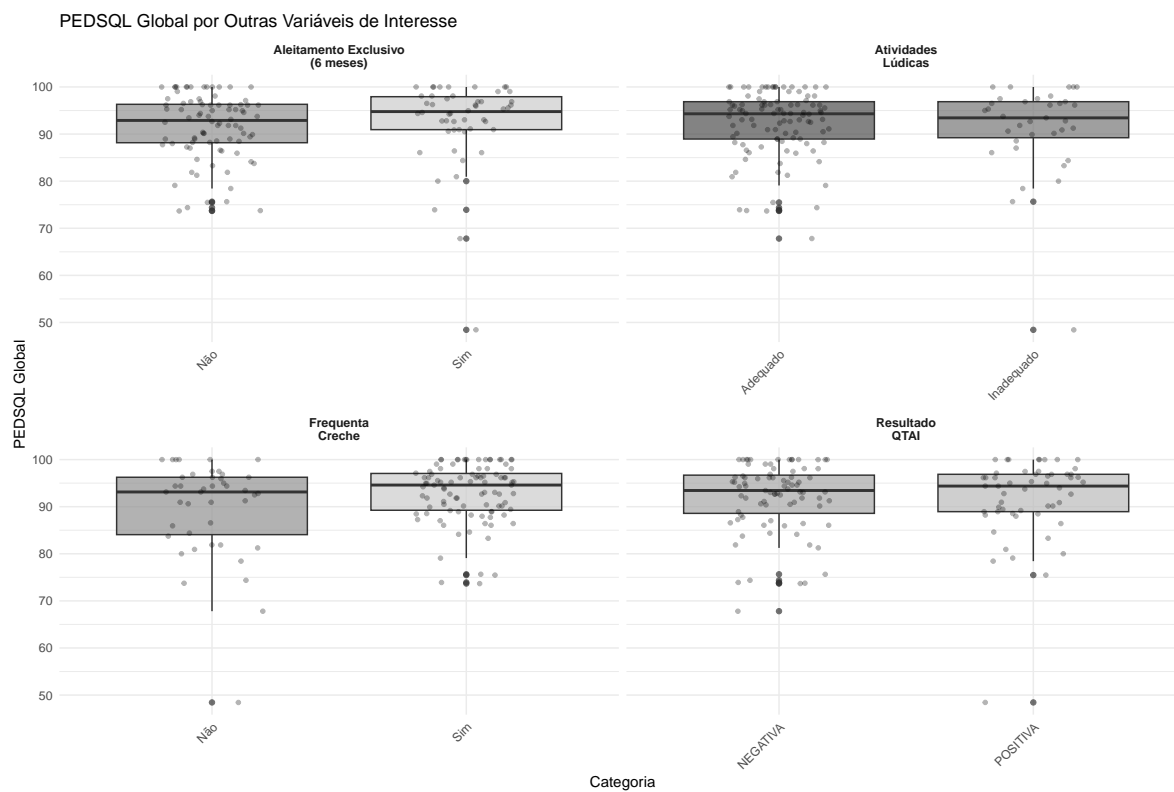 PEDSQL Global por Outras Variáveis de Interesse
Aleitamento Exclusivo
(6 meses)
Atividades
Lúdicas
100
90
80
70
60
50
Não
Sim
Adequado
Inadequado
PEDSQL Global
Frequenta
Creche
Resultado
QTAI
100
90
80
70
60
50
Não
Sim
NEGATIVA
POSITIVA
Categoria